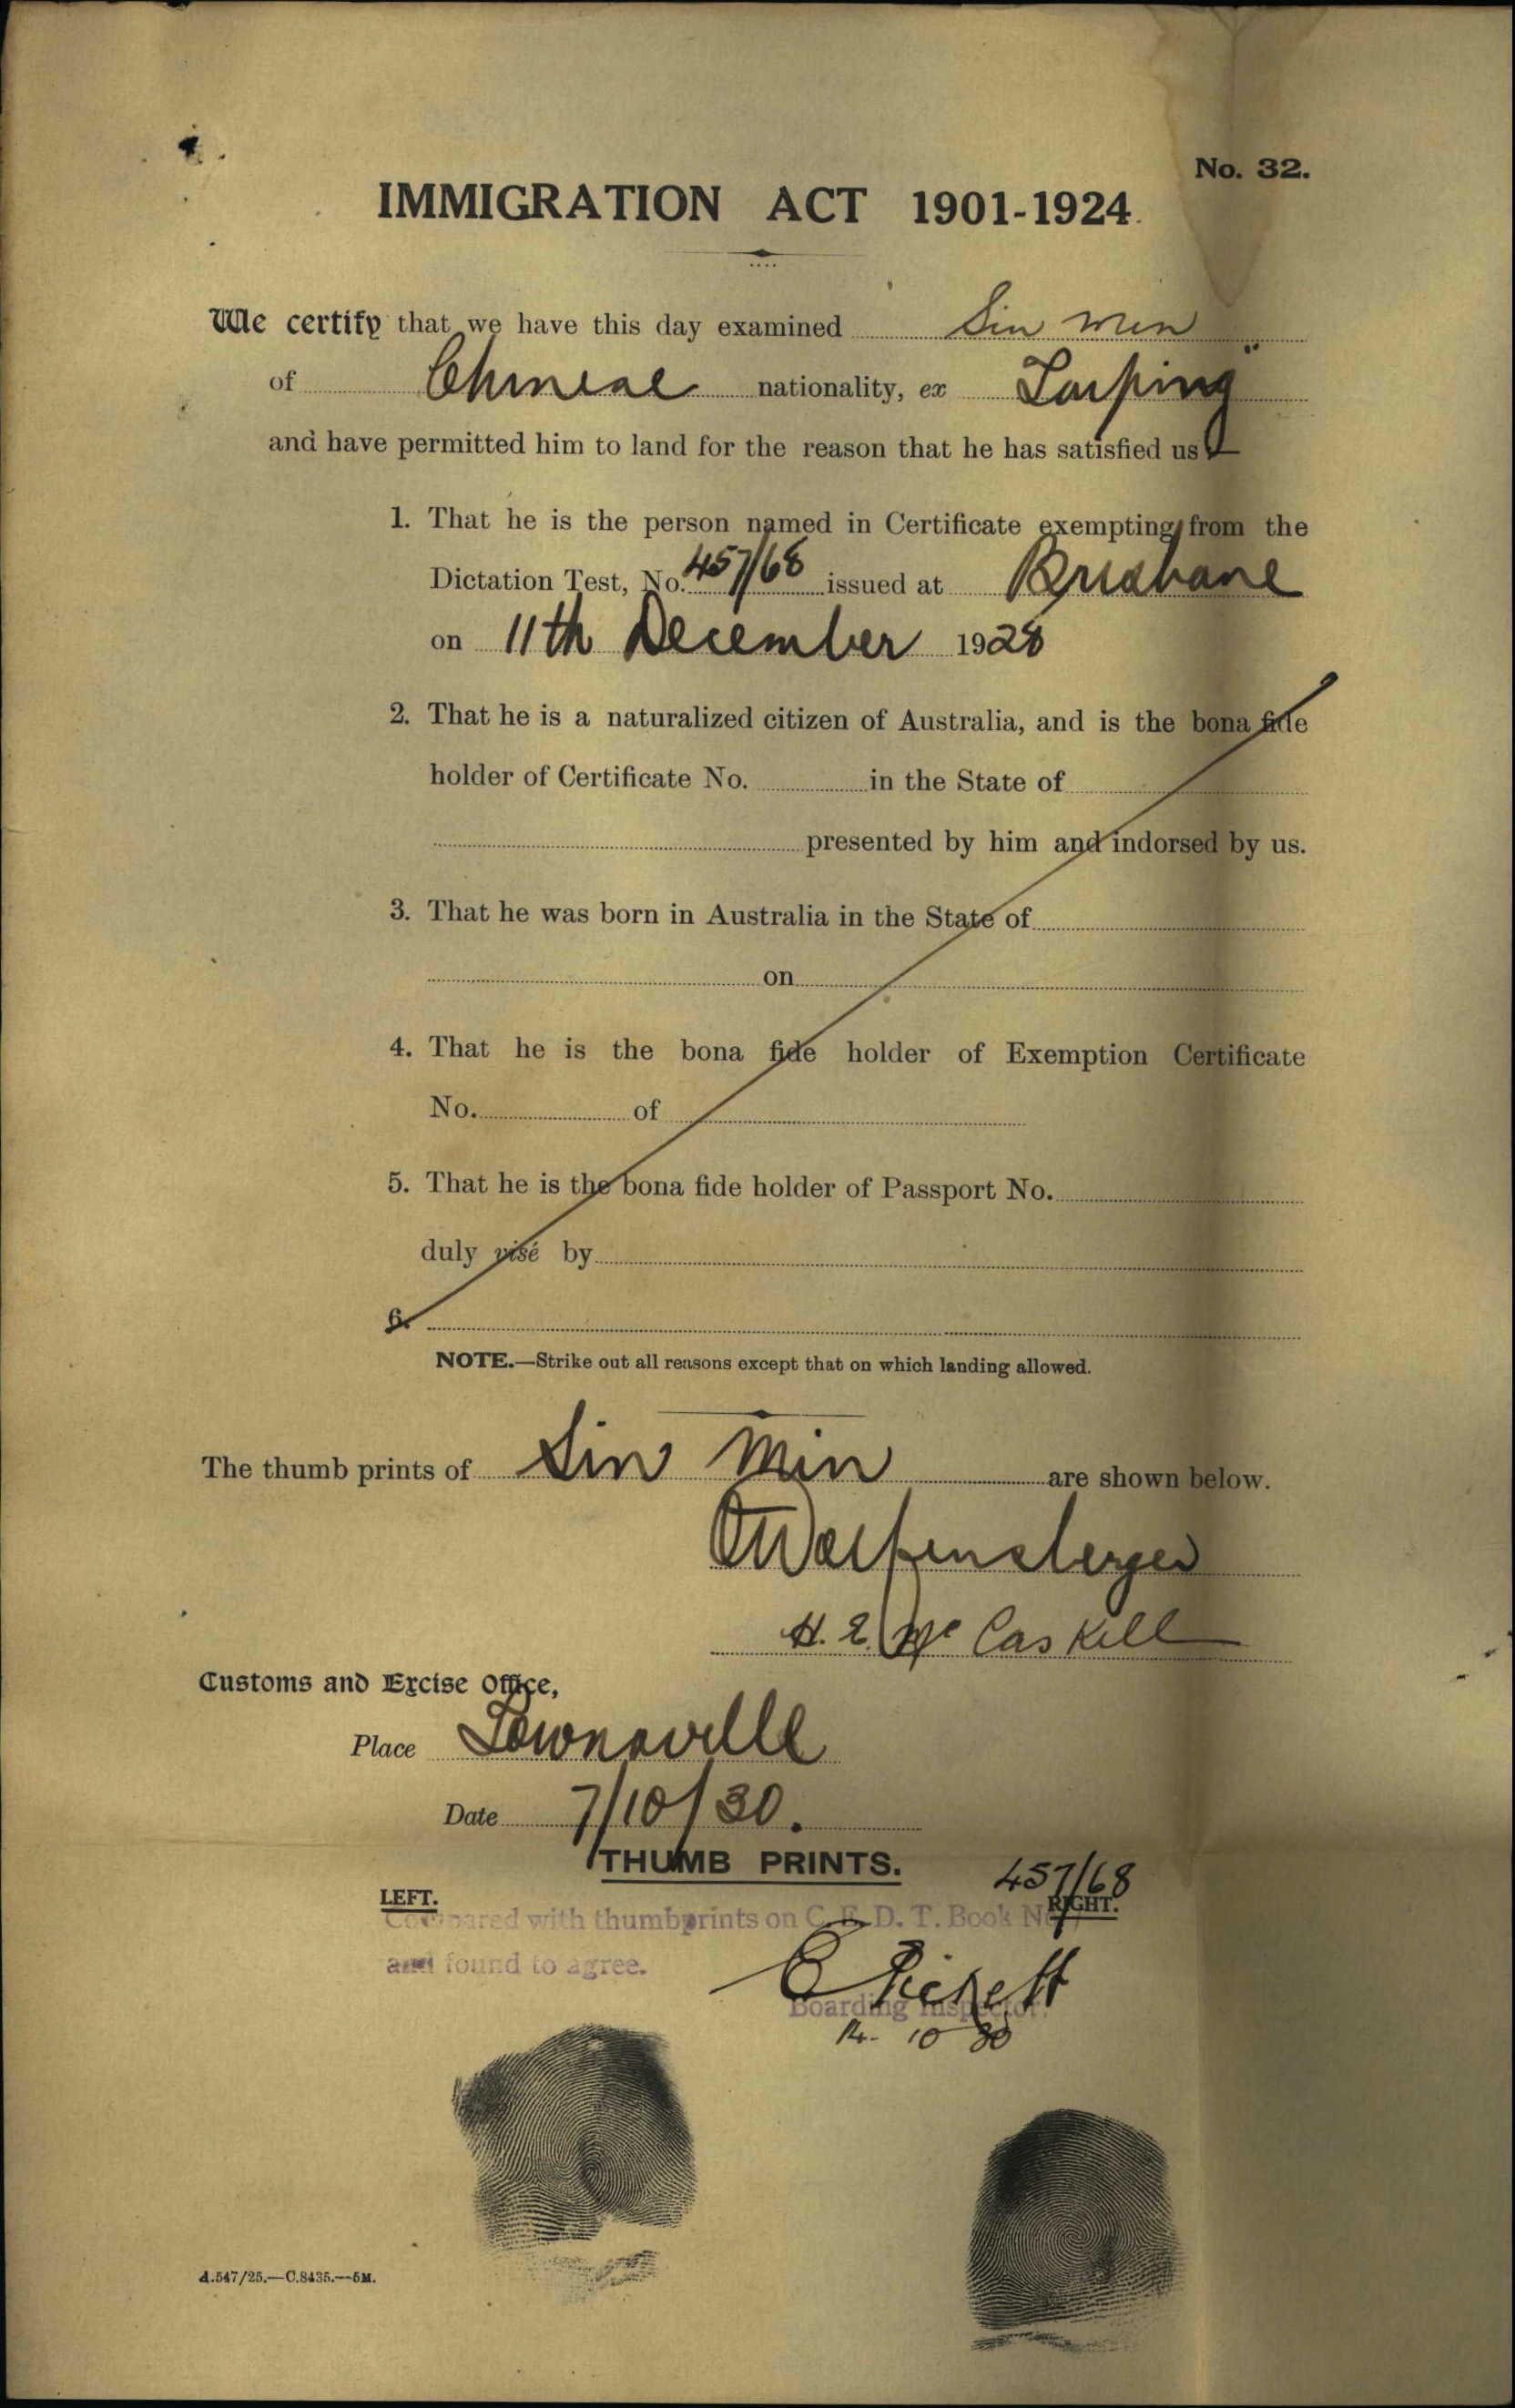 No. 32.
IMMIGRATION ACT 1901-1924.
We certify that we have this day examined Sin Min
of Chinese nationality, ex Taiping
and have permitted him to land for the reason that he has satisfied us
1. That he is the person named in Certificate exempting from the
Dictation Test, No. 457/68 issued at Brisbane
on 11th December 1928
2. That he is a naturalized citizen of Australia, and is the bona fide
holder of Certificate No. in the State of
presented by him and indorsed by us.
3. That he was born in Australia in the State of
on
4. That he is the bona fide holder of Exemption Certificate
No. of
5. That he is the bona fide holder of Passport No.
duly visé by
6.
NOTE.—Strike out all reasons except that on which landing allowed.
The thumb prints of Sin Min are shown below.
H. E. McCaskill
Customs and Excise Office,
Place Townsville
Date 7/10/30.
THUMB PRINTS.
457/68
LEFT. RIGHT.
Compared with thumbprints on C. E. D. T. Book No.
and found to agree.
Boarding Inspector.
14. 10 30
A.547/25.—C.8435.—5M.